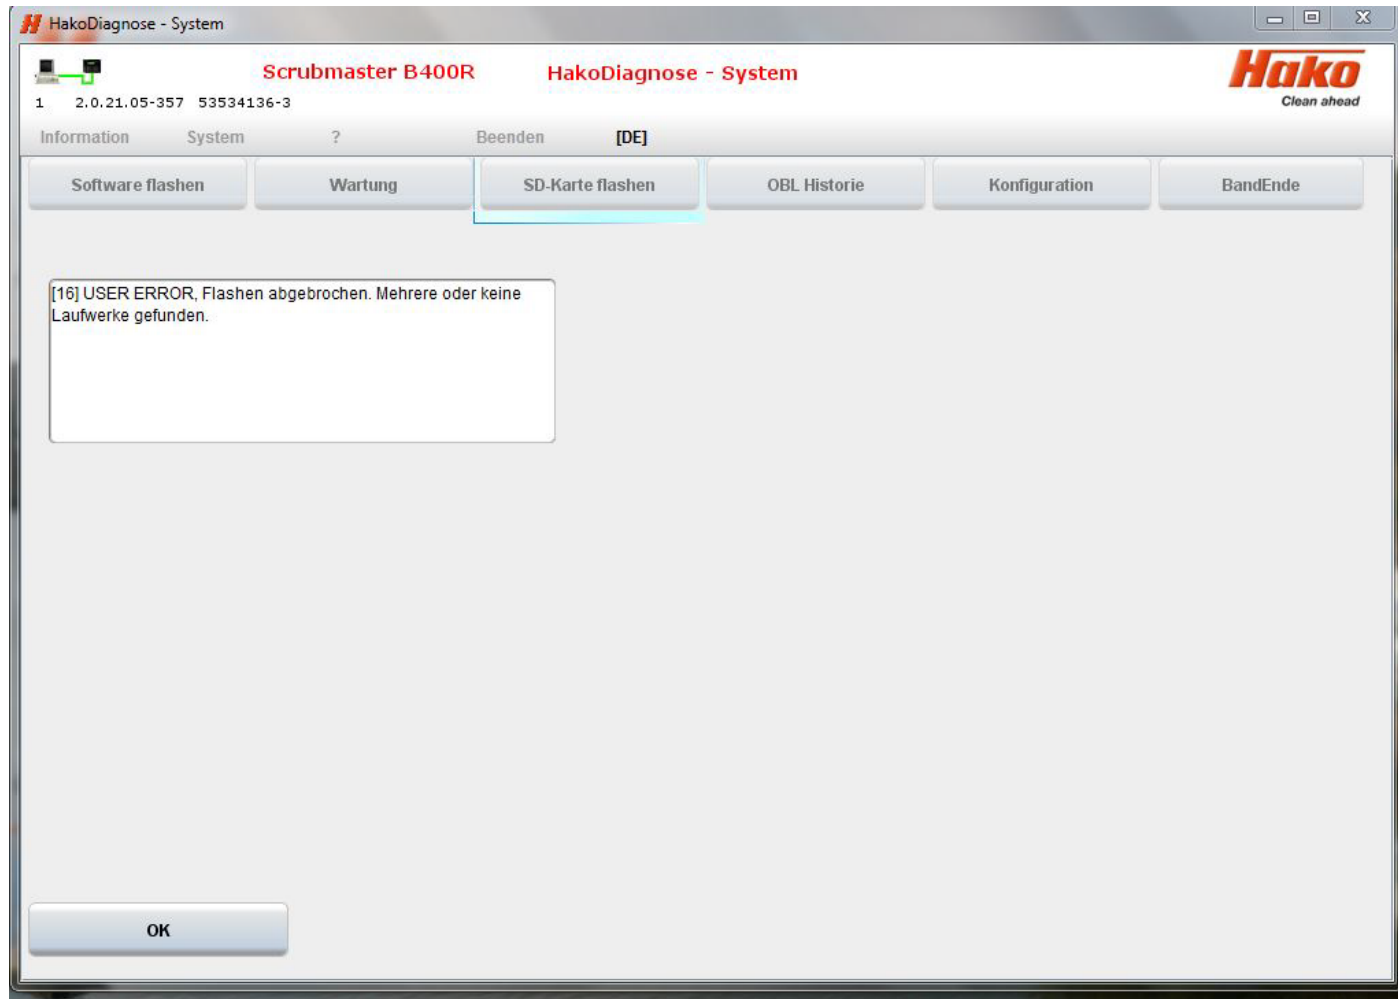 HakoDiagnose - System
Scrubmaster B400R HakoDiagnose - System
Hako
Clean ahead
1 2.0.21.05-357 53534136-3
Information System ? Beenden [DE]
Software flashen Wartung SD-Karte flashen OBL Historie Konfiguration BandEnde
[16] USER ERROR, Flashen abgebrochen. Mehrere oder keine
Laufwerke gefunden.
OK